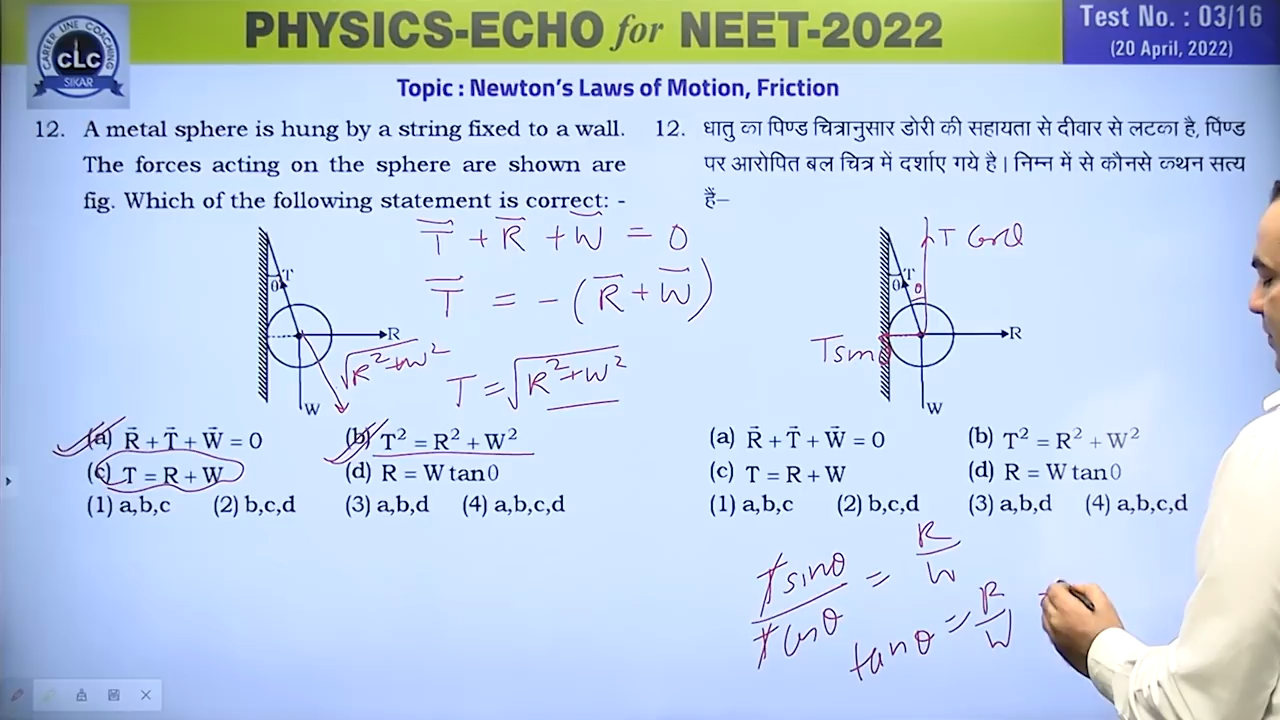 CAREER LINE COACHING
CLC
SIKAR
PHYSICS-ECHO for NEET-2022
Test No. : 03/16
(20 April, 2022)
Topic : Newton's Laws of Motion, Friction
12. A metal sphere is hung by a string fixed to a wall.
The forces acting on the sphere are shown are
fig. Which of the following statement is correct: -
T̄ + R̄ + W̄ = 0
T̄ = -(R̄ + W̄)
T = √R² + W²
T
θ
R
√R² + W²
W
(a) R⃗ + T⃗ + W⃗ = 0
(b) T² = R² + W²
(c) T = R + W
(d) R = W tanθ
(1) a,b,c (2) b,c,d (3) a,b,d (4) a,b,c,d
12. धातु का पिण्ड चित्रानुसार डोरी की सहायता से दीवार से लटका है, पिंण्ड
पर आरोपित बल चित्र में दर्शाए गये है। निम्न में से कौनसे कथन सत्य
हैं–
T Cosθ
T
θ
θ
R
T sinθ
W
(a) R⃗ + T⃗ + W⃗ = 0
(b) T² = R² + W²
(c) T = R + W
(d) R = W tanθ
(1) a,b,c (2) b,c,d (3) a,b,d (4) a,b,c,d
T sinθ / T Cosθ = R / W
tanθ = R / W